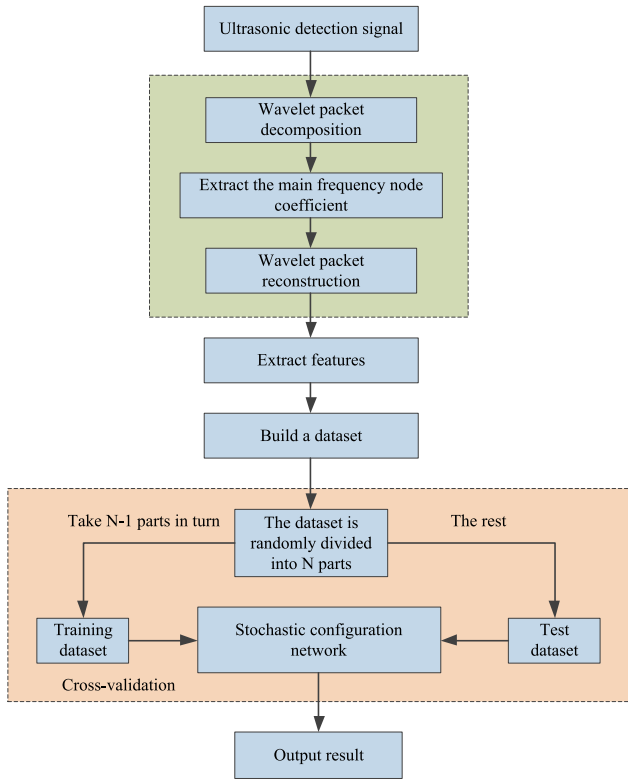 Ultrasonic detection signal
Wavelet packet
decomposition
Extract the main frequency node
coefficient
Wavelet packet
reconstruction
Extract features
Build a dataset
Take N-1 parts in turn
The dataset is
randomly divided
into N parts
The rest
Training
dataset
Stochastic configuration
network
Test
dataset
Cross-validation
Output result